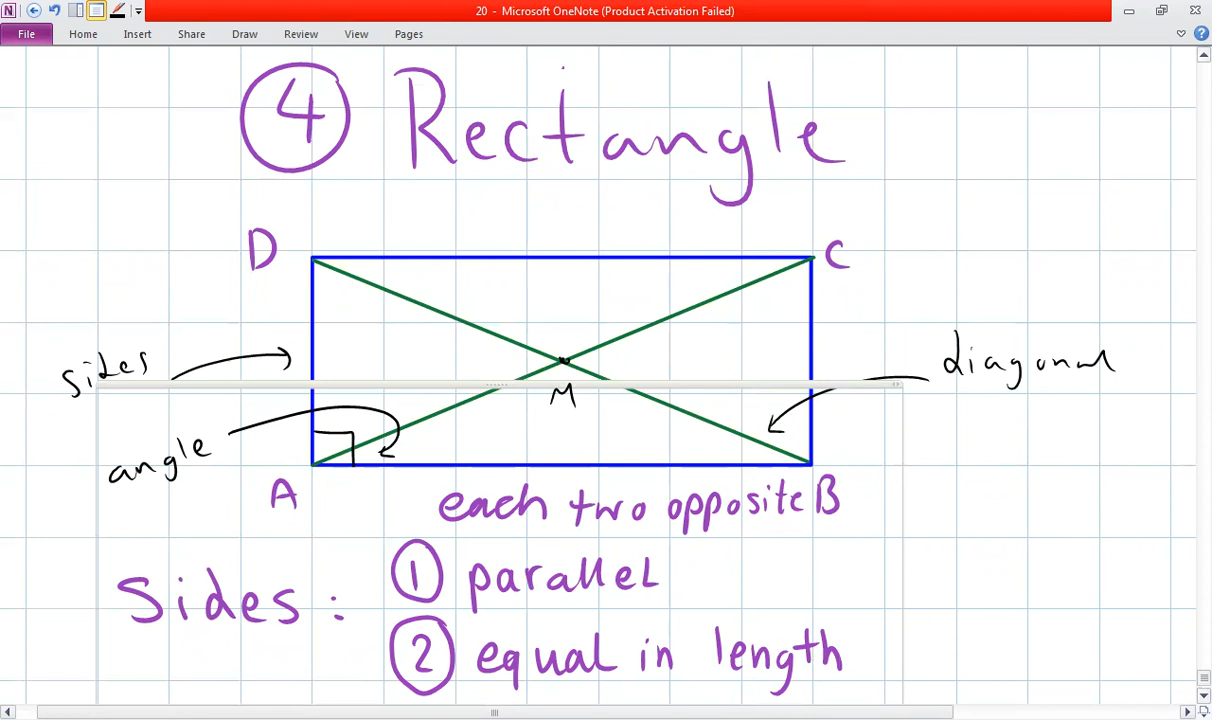 20 - Microsoft OneNote (Product Activation Failed)
File Home Insert Share Draw Review View Pages
④ Rectangle
D C
sides diagonal
M
angle
A each two opposite B
Sides : ① parallel
② equal in length